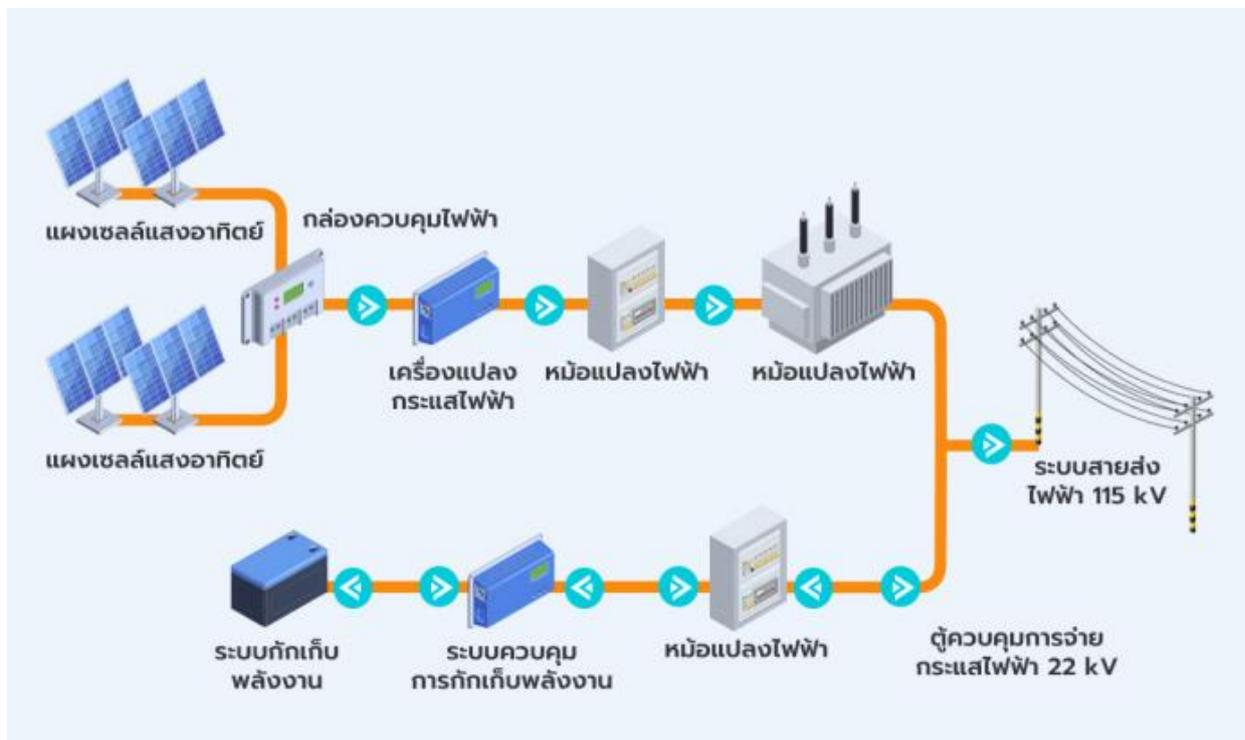 แผงเซลล์แสงอาทิตย์
กล่องควบคุมไฟฟ้า
เครื่องแปลง
กระแสไฟฟ้า
หม้อแปลงไฟฟ้า
หม้อแปลงไฟฟ้า
แผงเซลล์แสงอาทิตย์
ระบบสายส่ง
ไฟฟ้า 115 kV
ระบบกักเก็บ
พลังงาน
ระบบควบคุม
การกักเก็บพลังงาน
หม้อแปลงไฟฟ้า
ตู้ควบคุมการจ่าย
กระแสไฟฟ้า 22 kV